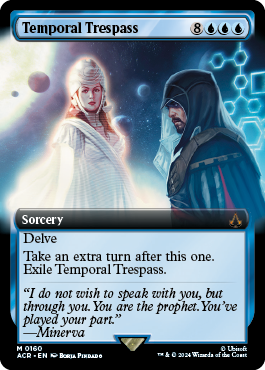 Temporal Trespass 8
Sorcery
Delve
Take an extra turn after this one.
Exile Temporal Trespass.
“I do not wish to speak with you, but
through you. You are the prophet. You’ve
played your part.”
—Minerva
M 0160 © Ubisoft
ACR • EN Borja Pindado ™ & © 2024 Wizards of the Coast